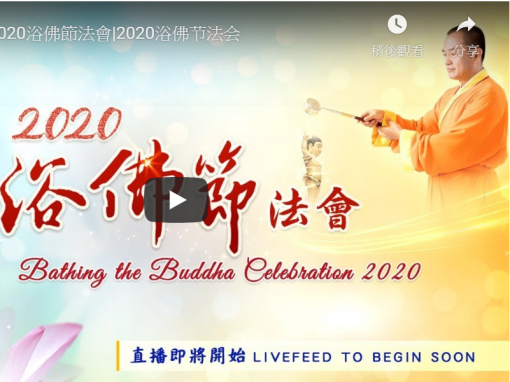 020浴佛節法會|2020浴佛节法会
稍後觀看
分享
2020
浴佛節法會
Bathing the Buddha Celebration 2020
直播即將開始 LIVEFEED TO BEGIN SOON